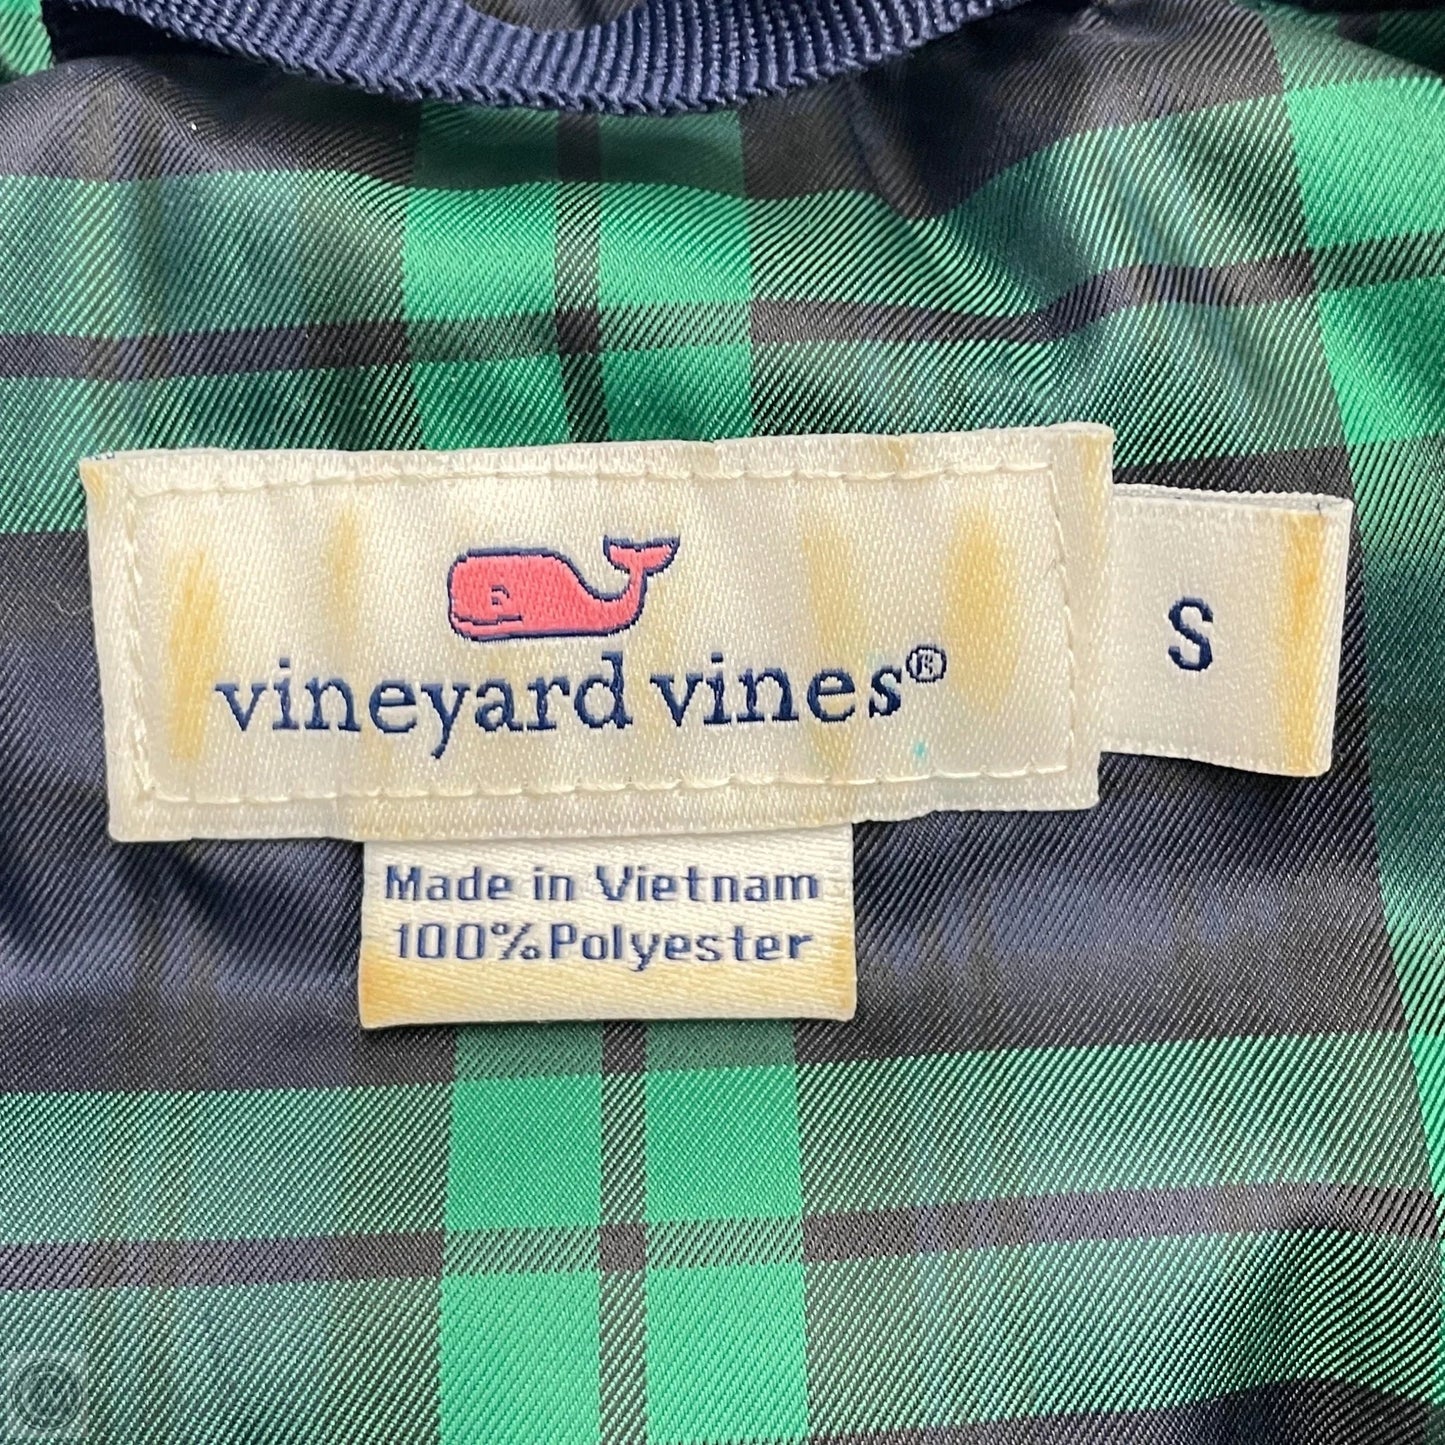 vineyard vines®
S
Made in Vietnam
100%Polyester